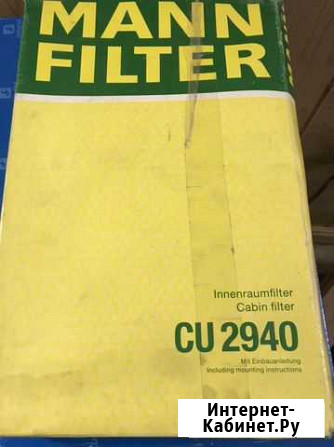 MANN
FILTER
Innenraumfilter
Cabin filter
CU 2940
Mit Einbauanleitung
Including mounting instructions
Интернет-
Кабинет.Ру